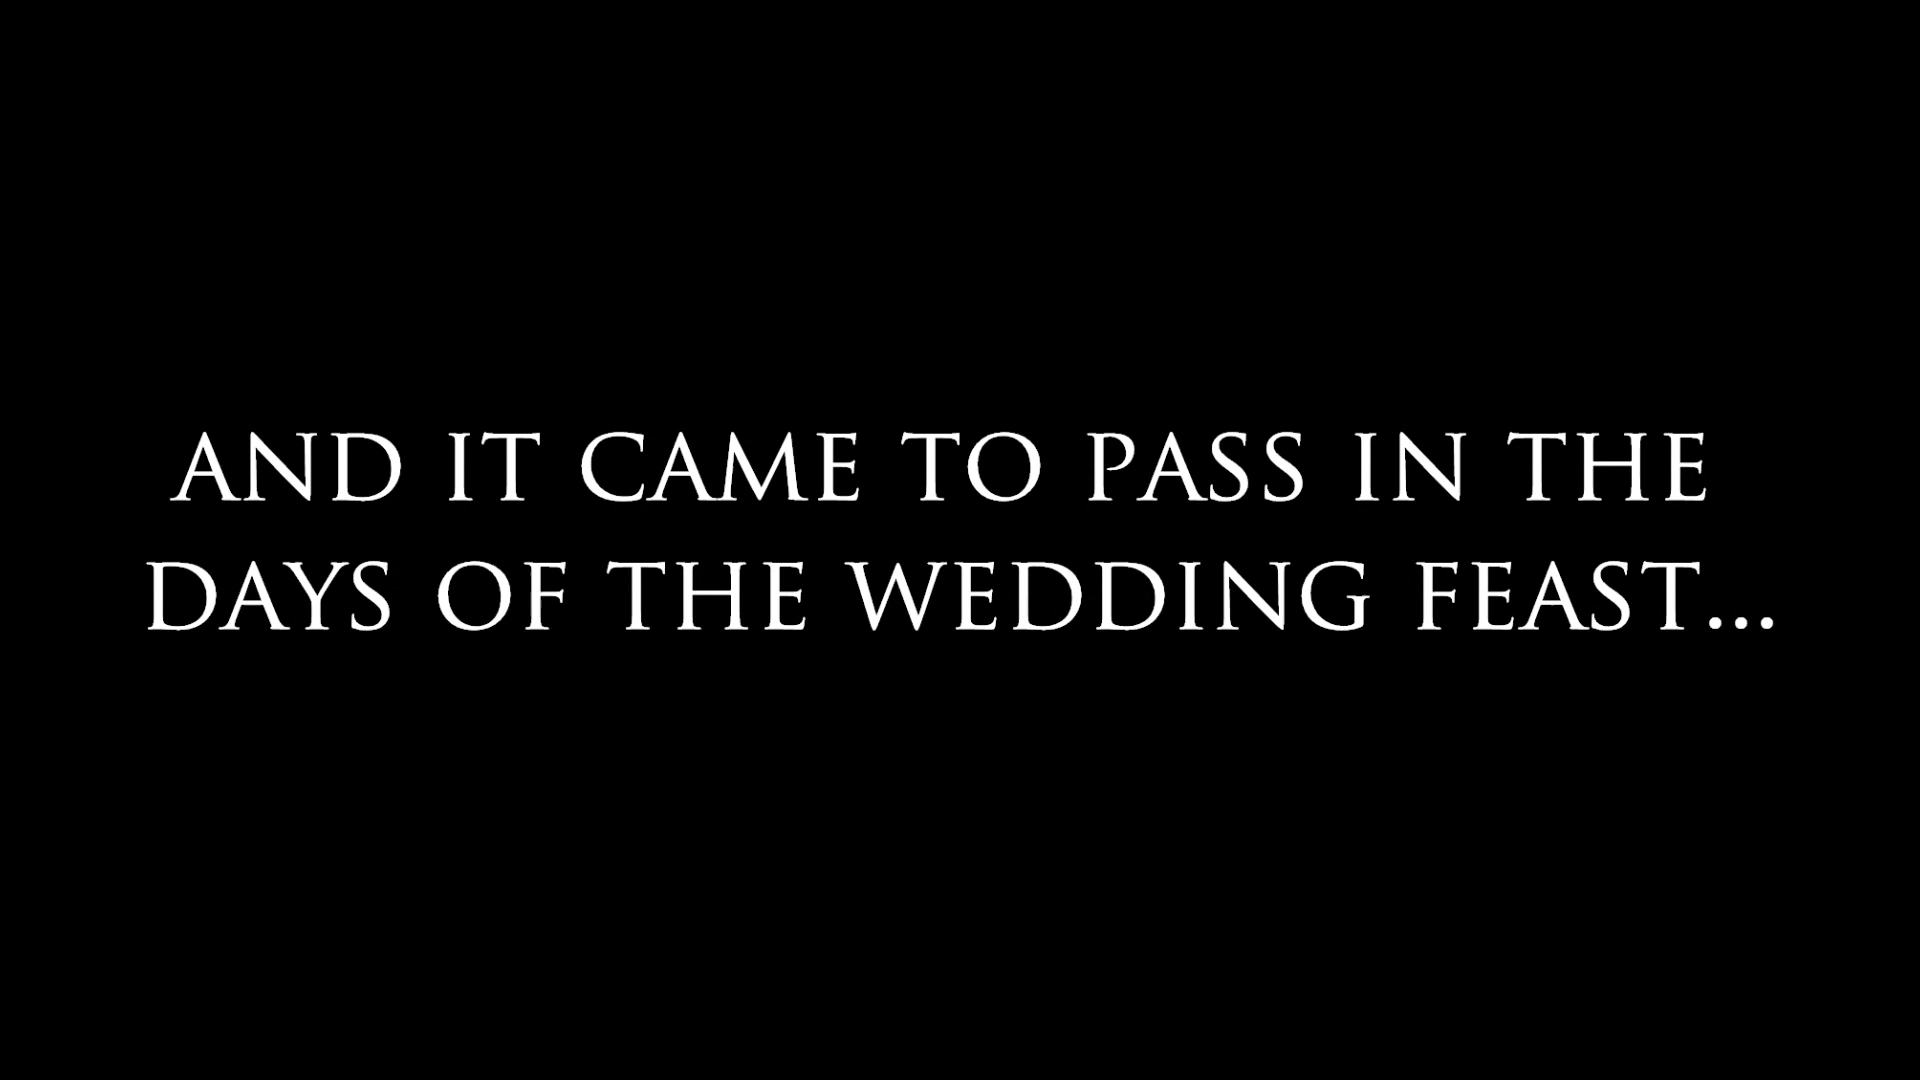 AND IT CAME TO PASS IN THE
DAYS OF THE WEDDING FEAST...